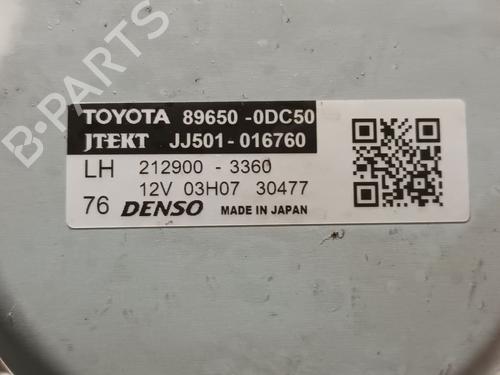 B-PARTS
TOYOTA 89650-0DC50
JTEKT JJ501-016760
LH 212900-3360
12V 03H07 30477
76 DENSO MADE IN JAPAN